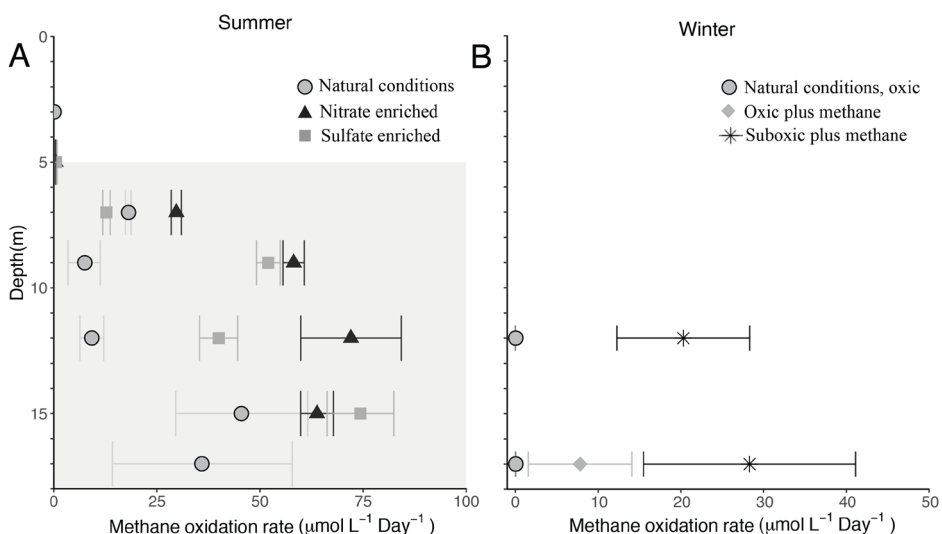 Summer
A
Natural conditions
Nitrate enriched
Sulfate enriched
0
5
10
15
Depth(m)
0 25 50 75 100
Methane oxidation rate (μmol L⁻¹ Day⁻¹ )
Winter
B
Natural conditions, oxic
Oxic plus methane
Suboxic plus methane
0 10 20 30 40 50
Methane oxidation rate (μmol L⁻¹ Day⁻¹ )